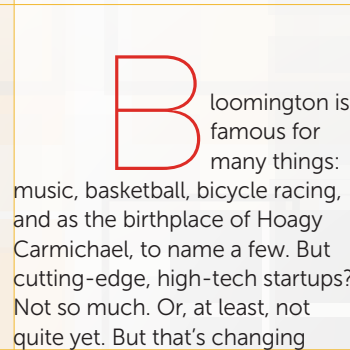 Bloomington is
famous for
many things:
music, basketball, bicycle racing,
and as the birthplace of Hoagy
Carmichael, to name a few. But
cutting-edge, high-tech startups?
Not so much. Or, at least, not
quite yet. But that’s changing